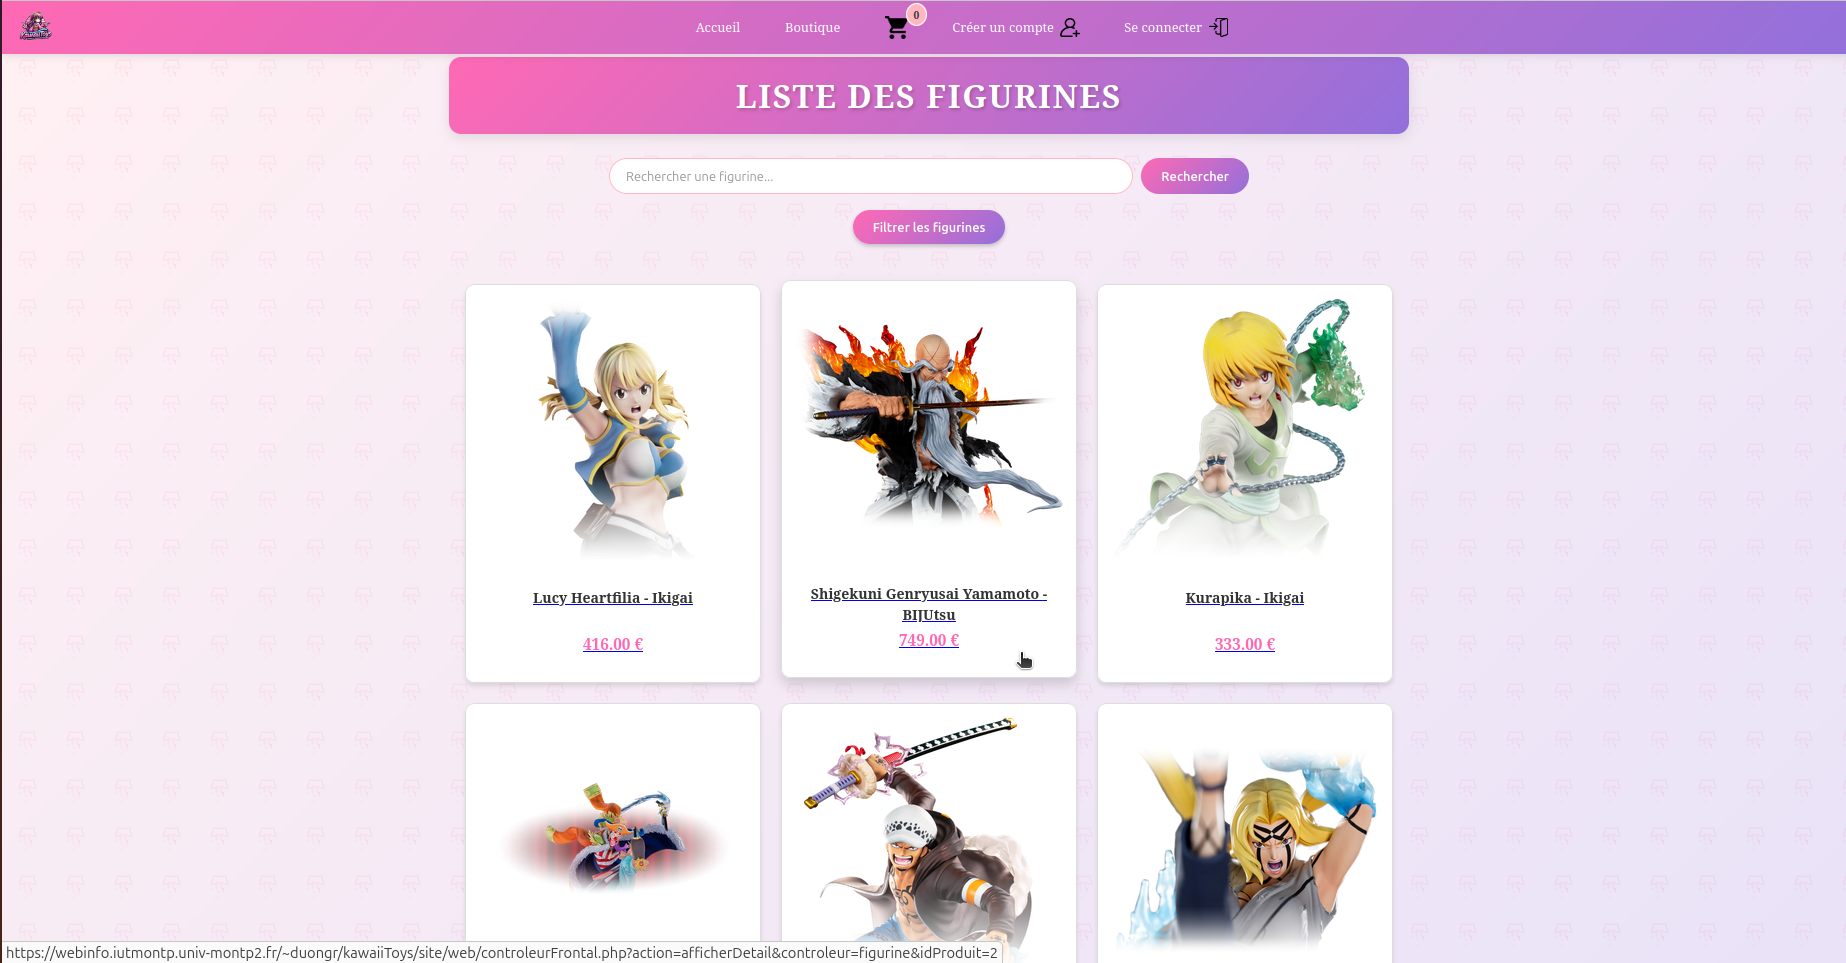 Accueil
Boutique
0
Créer un compte
Se connecter
LISTE DES FIGURINES
Rechercher une figurine...
Rechercher
Filtrer les figurines
Lucy Heartfilia - Ikigai
416.00 €
Shigekuni Genryusai Yamamoto -
BIJUtsu
749.00 €
Kurapika - Ikigai
333.00 €
https://webinfo.iutmontp.univ-montp2.fr/~duongr/kawaiiToys/site/web/controleurFrontal.php?action=afficherDetail&controleur=figurine&idProduit=2